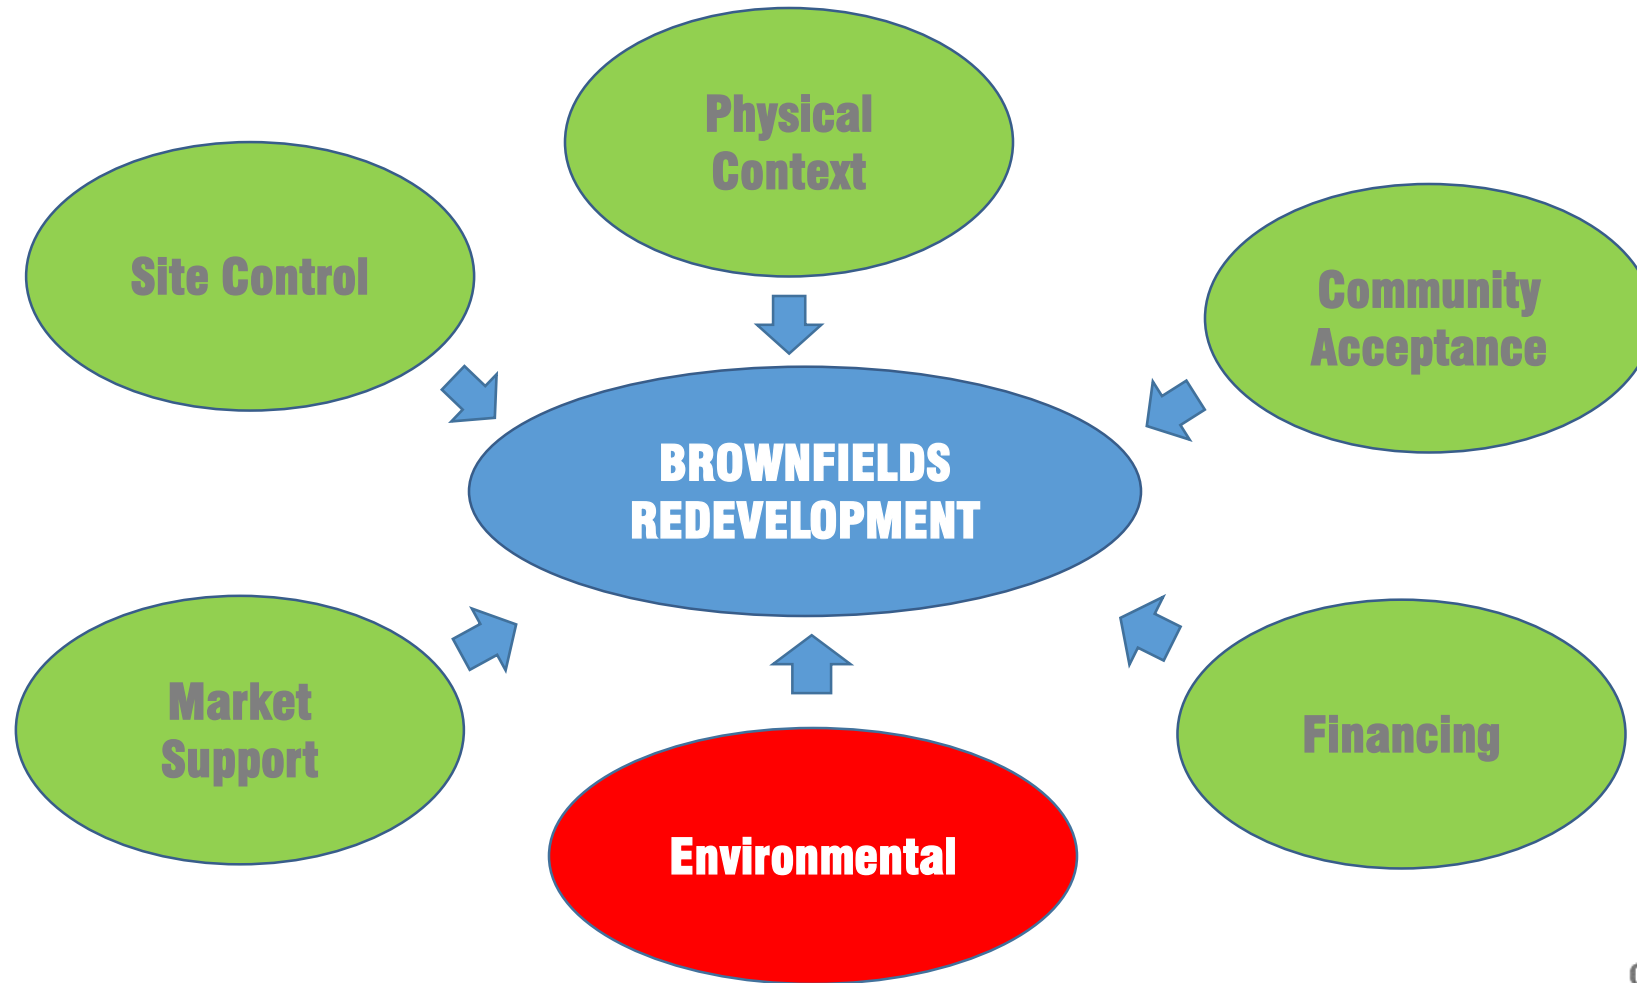 Physical
Context
Site Control
Community
Acceptance
BROWNFIELDS
REDEVELOPMENT
Market
Support
Financing
Environmental